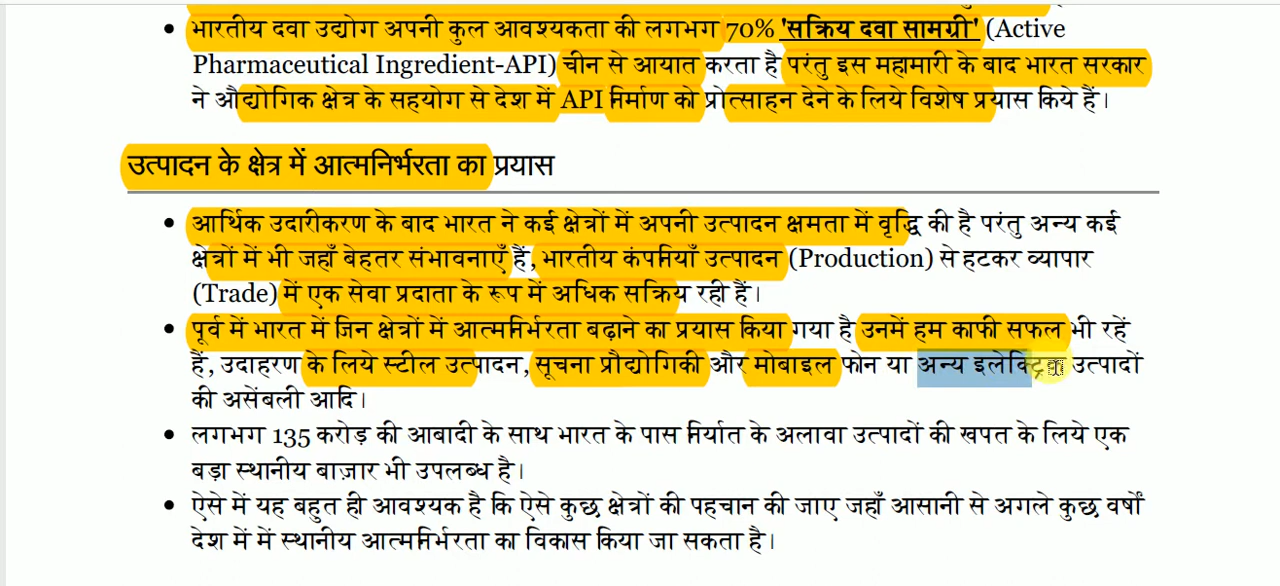 भारतीय दवा उद्योग अपनी कुल आवश्यकता की लगभग 70% 'सक्रिय दवा सामग्री' (Active
Pharmaceutical Ingredient-API) चीन से आयात करता है परंतु इस महामारी के बाद भारत सरकार
ने औद्योगिक क्षेत्र के सहयोग से देश में API निर्माण को प्रोत्साहन देने के लिये विशेष प्रयास किये हैं।
उत्पादन के क्षेत्र में आत्मनिर्भरता का प्रयास
आर्थिक उदारीकरण के बाद भारत ने कई क्षेत्रों में अपनी उत्पादन क्षमता में वृद्धि की है परंतु अन्य कई
क्षेत्रों में भी जहाँ बेहतर संभावनाएँ हैं, भारतीय कंपनियाँ उत्पादन (Production) से हटकर व्यापार
(Trade) में एक सेवा प्रदाता के रूप में अधिक सक्रिय रही हैं।
पूर्व में भारत में जिन क्षेत्रों में आत्मनिर्भरता बढ़ाने का प्रयास किया गया है उनमें हम काफी सफल भी रहें
हैं, उदाहरण के लिये स्टील उत्पादन, सूचना प्रौद्योगिकी और मोबाइल फोन या अन्य इलेक्ट्रिक उत्पादों
की असेंबली आदि।
लगभग 135 करोड़ की आबादी के साथ भारत के पास निर्यात के अलावा उत्पादों की खपत के लिये एक
बड़ा स्थानीय बाज़ार भी उपलब्ध है।
ऐसे में यह बहुत ही आवश्यक है कि ऐसे कुछ क्षेत्रों की पहचान की जाए जहाँ आसानी से अगले कुछ वर्षों
देश में में स्थानीय आत्मनिर्भरता का विकास किया जा सकता है।